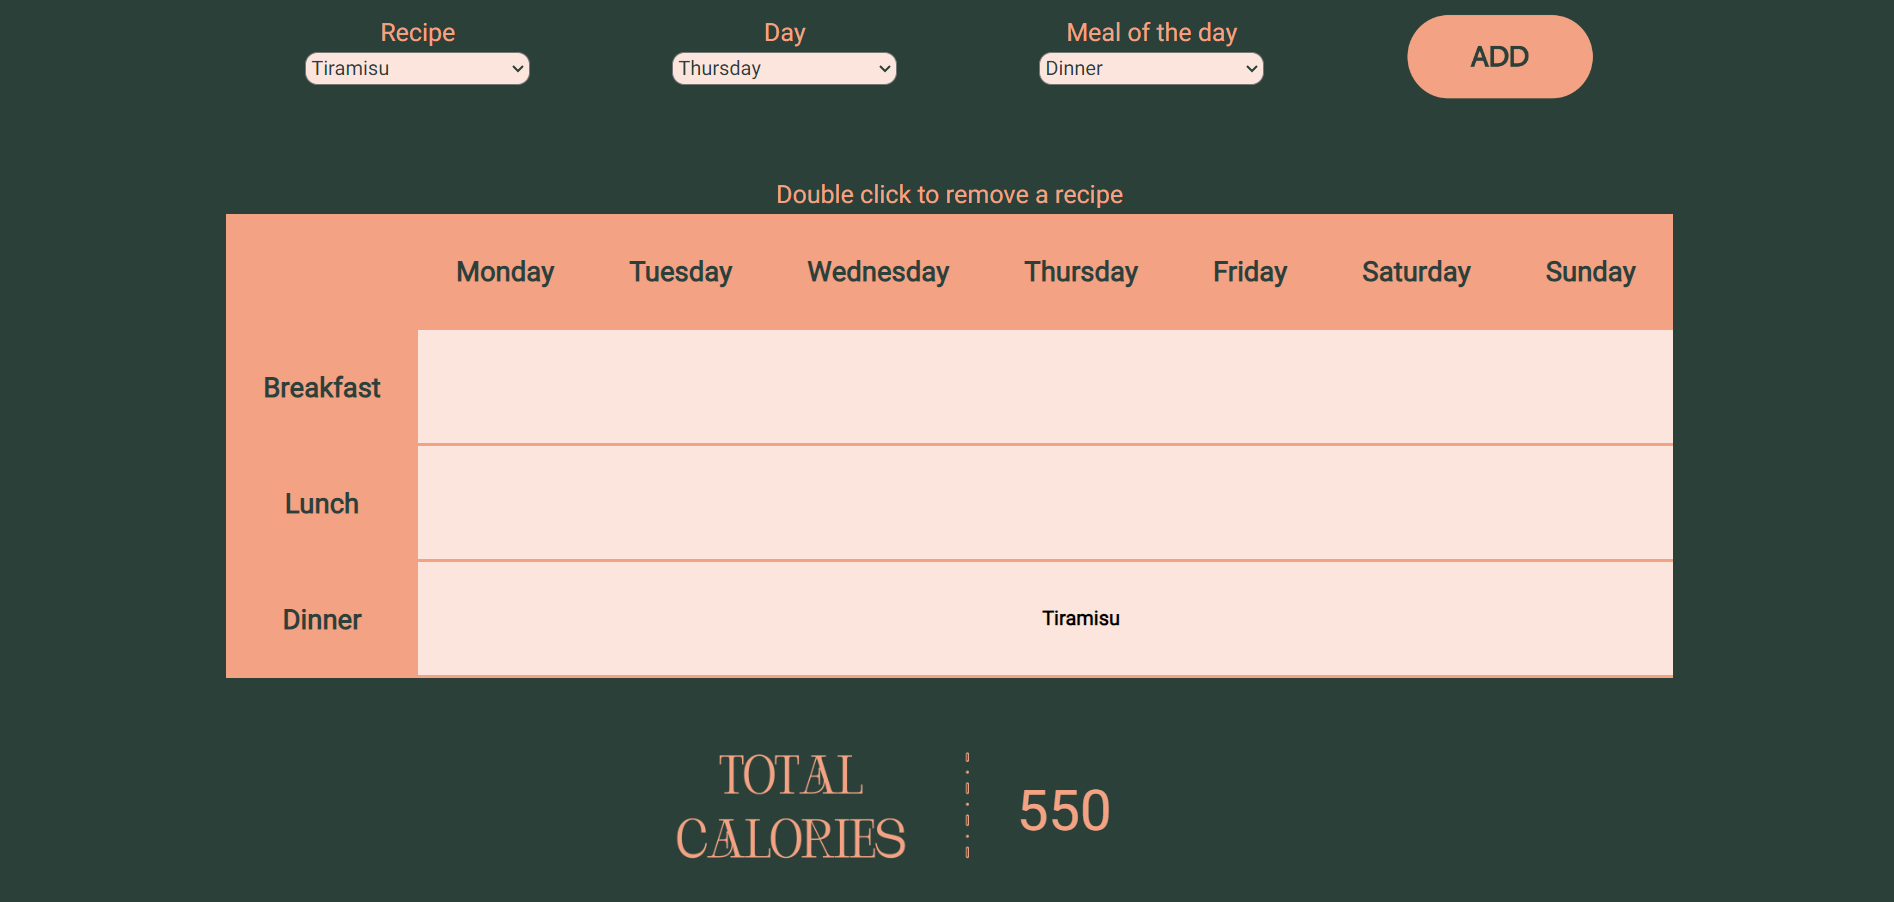 Recipe Day Meal of the day
Tiramisu Thursday Dinner ADD
Double click to remove a recipe
Monday Tuesday Wednesday Thursday Friday Saturday Sunday
Breakfast
Lunch
Dinner Tiramisu
TOTAL
CALORIES
550